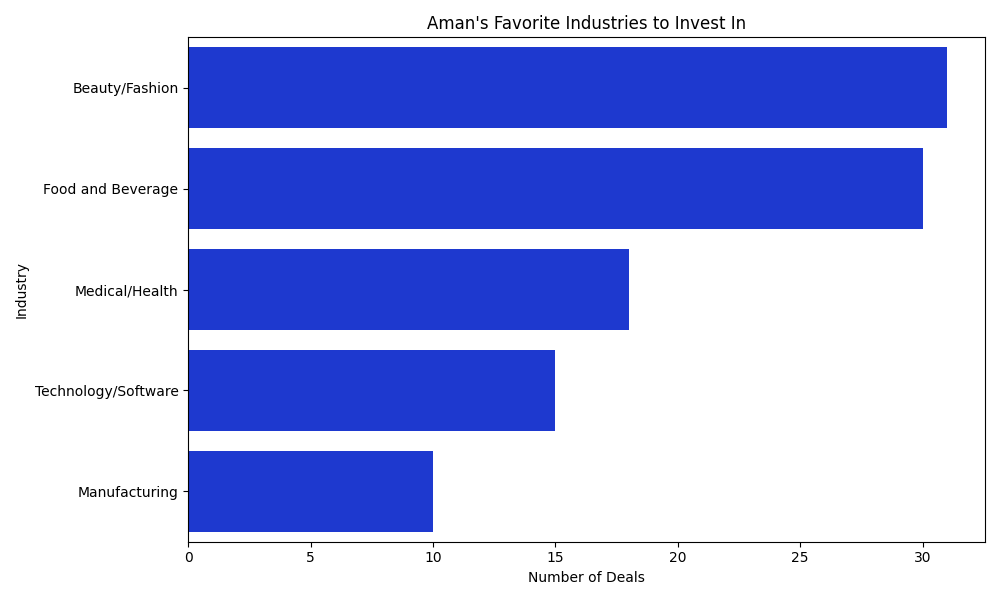 Aman's Favorite Industries to Invest In
Industry
Beauty/Fashion
Food and Beverage
Medical/Health
Technology/Software
Manufacturing
0 5 10 15 20 25 30
Number of Deals